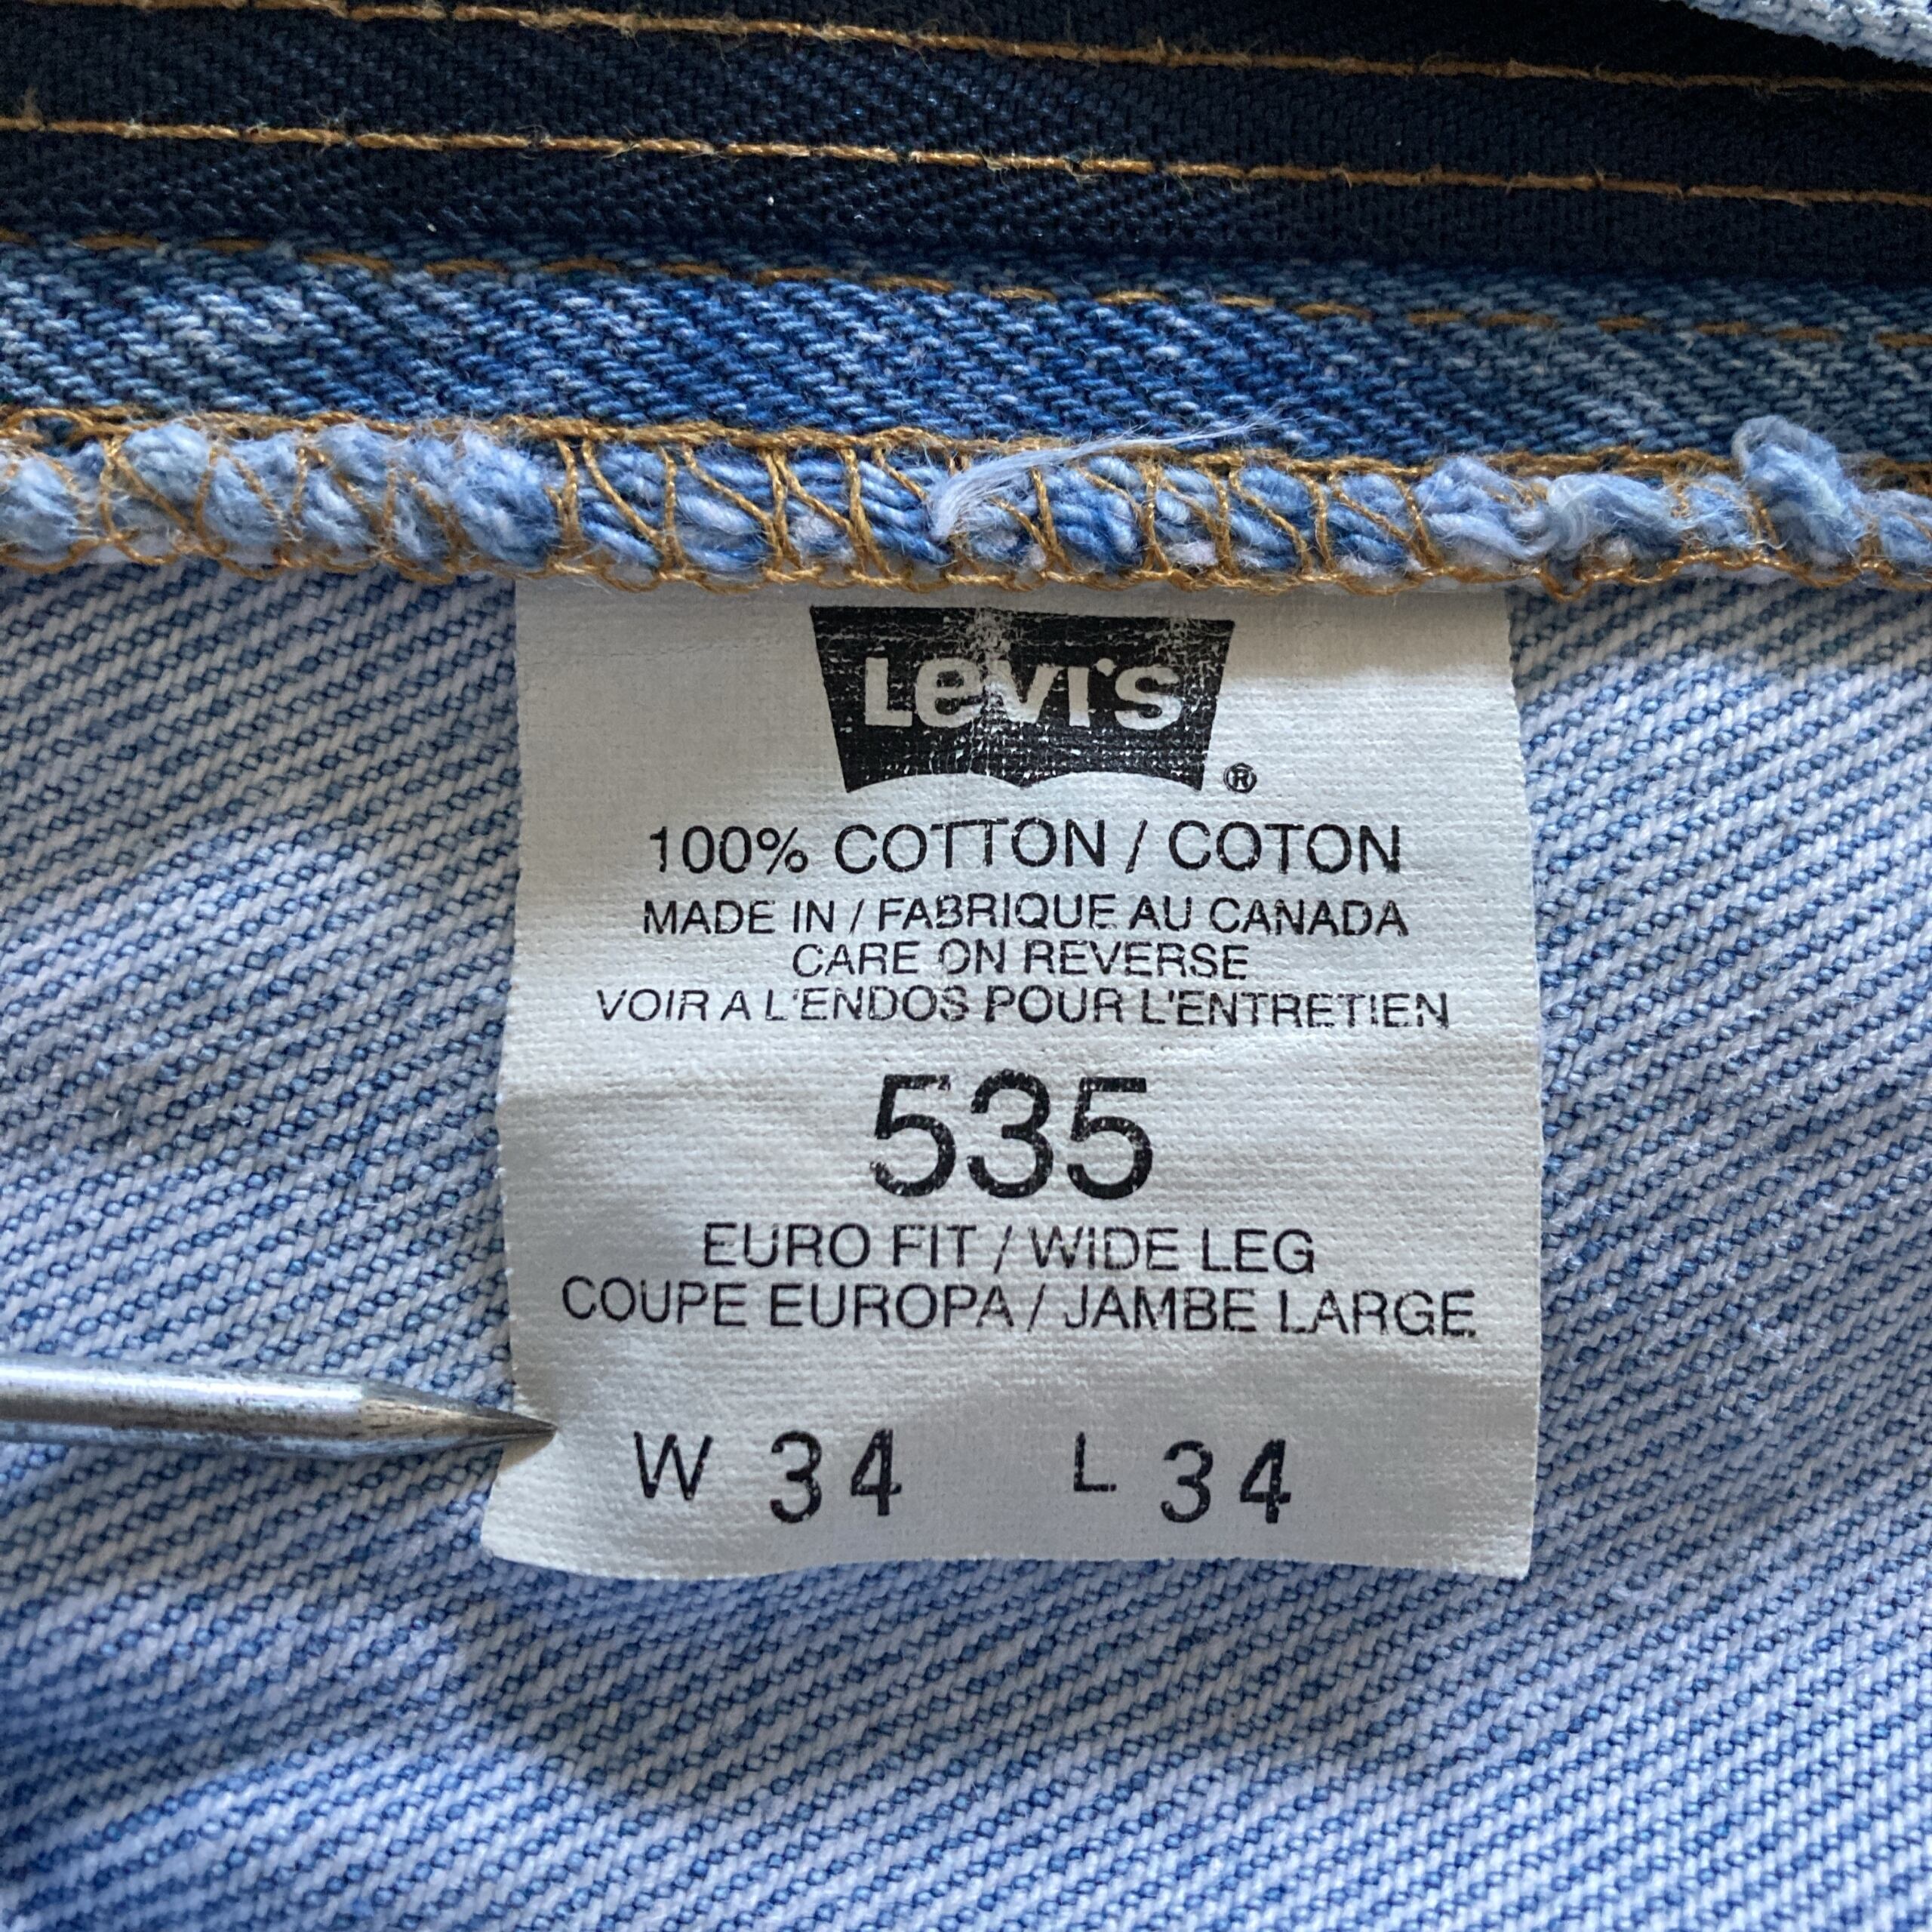 Levi's
®
100% COTTON / COTON
MADE IN / FABRIQUE AU CANADA
CARE ON REVERSE
VOIR A L'ENDOS POUR L'ENTRETIEN
535
EURO FIT / WIDE LEG
COUPE EUROPA / JAMBE LARGE
W 34 L 34